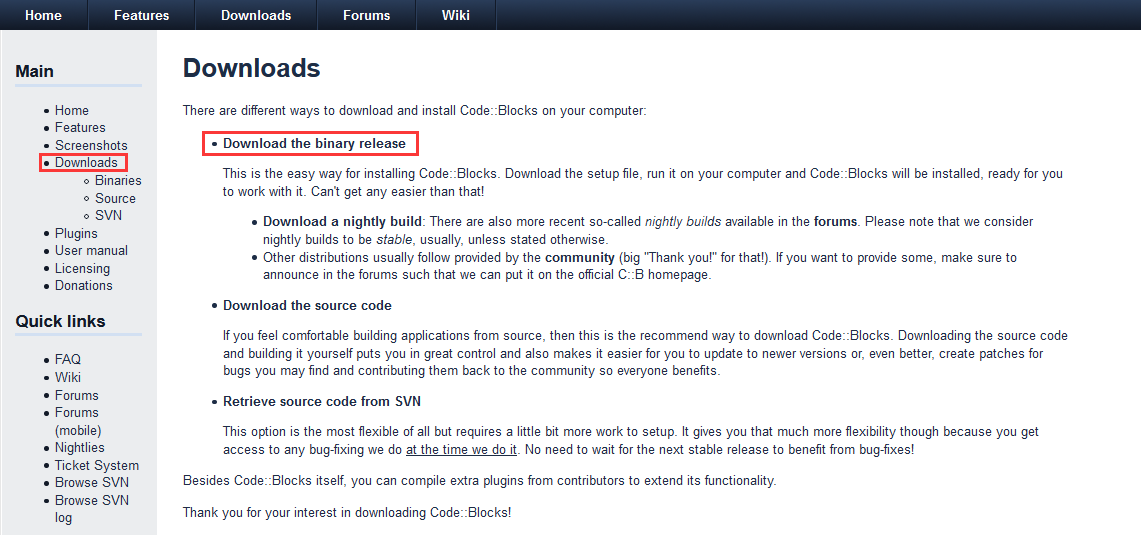 Home Features Downloads Forums Wiki
Main
Home
Features
Screenshots
Downloads
Binaries
Source
SVN
Plugins
User manual
Licensing
Donations
Quick links
FAQ
Wiki
Forums
Forums
(mobile)
Nightlies
Ticket System
Browse SVN
Browse SVN
log
Downloads
There are different ways to download and install Code::Blocks on your computer:
Download the binary release
This is the easy way for installing Code::Blocks. Download the setup file, run it on your computer and Code::Blocks will be installed, ready for you
to work with it. Can't get any easier than that!
Download a nightly build: There are also more recent so-called nightly builds available in the forums. Please note that we consider
nightly builds to be stable, usually, unless stated otherwise.
Other distributions usually follow provided by the community (big "Thank you!" for that!). If you want to provide some, make sure to
announce in the forums such that we can put it on the official C::B homepage.
Download the source code
If you feel comfortable building applications from source, then this is the recommend way to download Code::Blocks. Downloading the source code
and building it yourself puts you in great control and also makes it easier for you to update to newer versions or, even better, create patches for
bugs you may find and contributing them back to the community so everyone benefits.
Retrieve source code from SVN
This option is the most flexible of all but requires a little bit more work to setup. It gives you that much more flexibility though because you get
access to any bug-fixing we do at the time we do it. No need to wait for the next stable release to benefit from bug-fixes!
Besides Code::Blocks itself, you can compile extra plugins from contributors to extend its functionality.
Thank you for your interest in downloading Code::Blocks!